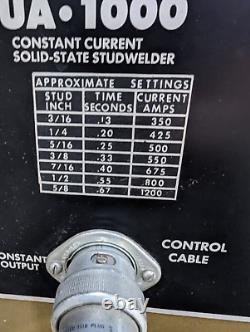 UA·1000
CONSTANT CURRENT
SOLID-STATE STUDWELDER
APPROXIMATE SETTINGS
STUD INCH TIME SECONDS CURRENT AMPS
3/16 .13 350
1/4 .20 425
5/16 .25 500
3/8 .33 550
7/16 .40 675
1/2 .55 800
5/8 .67 1200
CONSTANT OUTPUT
CONTROL CABLE